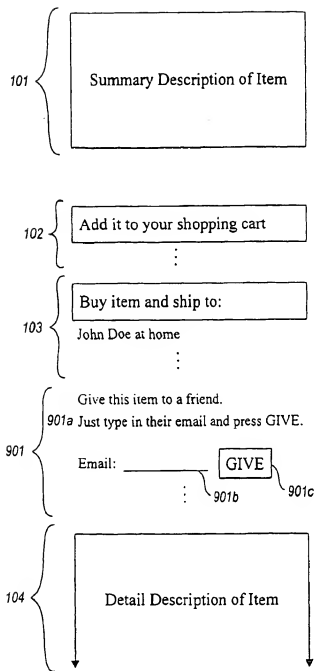 101
Summary Description of Item
102
Add it to your shopping cart
103
Buy item and ship to:
John Doe at home
901
Give this item to a friend.
901a Just type in their email and press GIVE.
Email: GIVE
901b
901c
104
Detail Description of Item